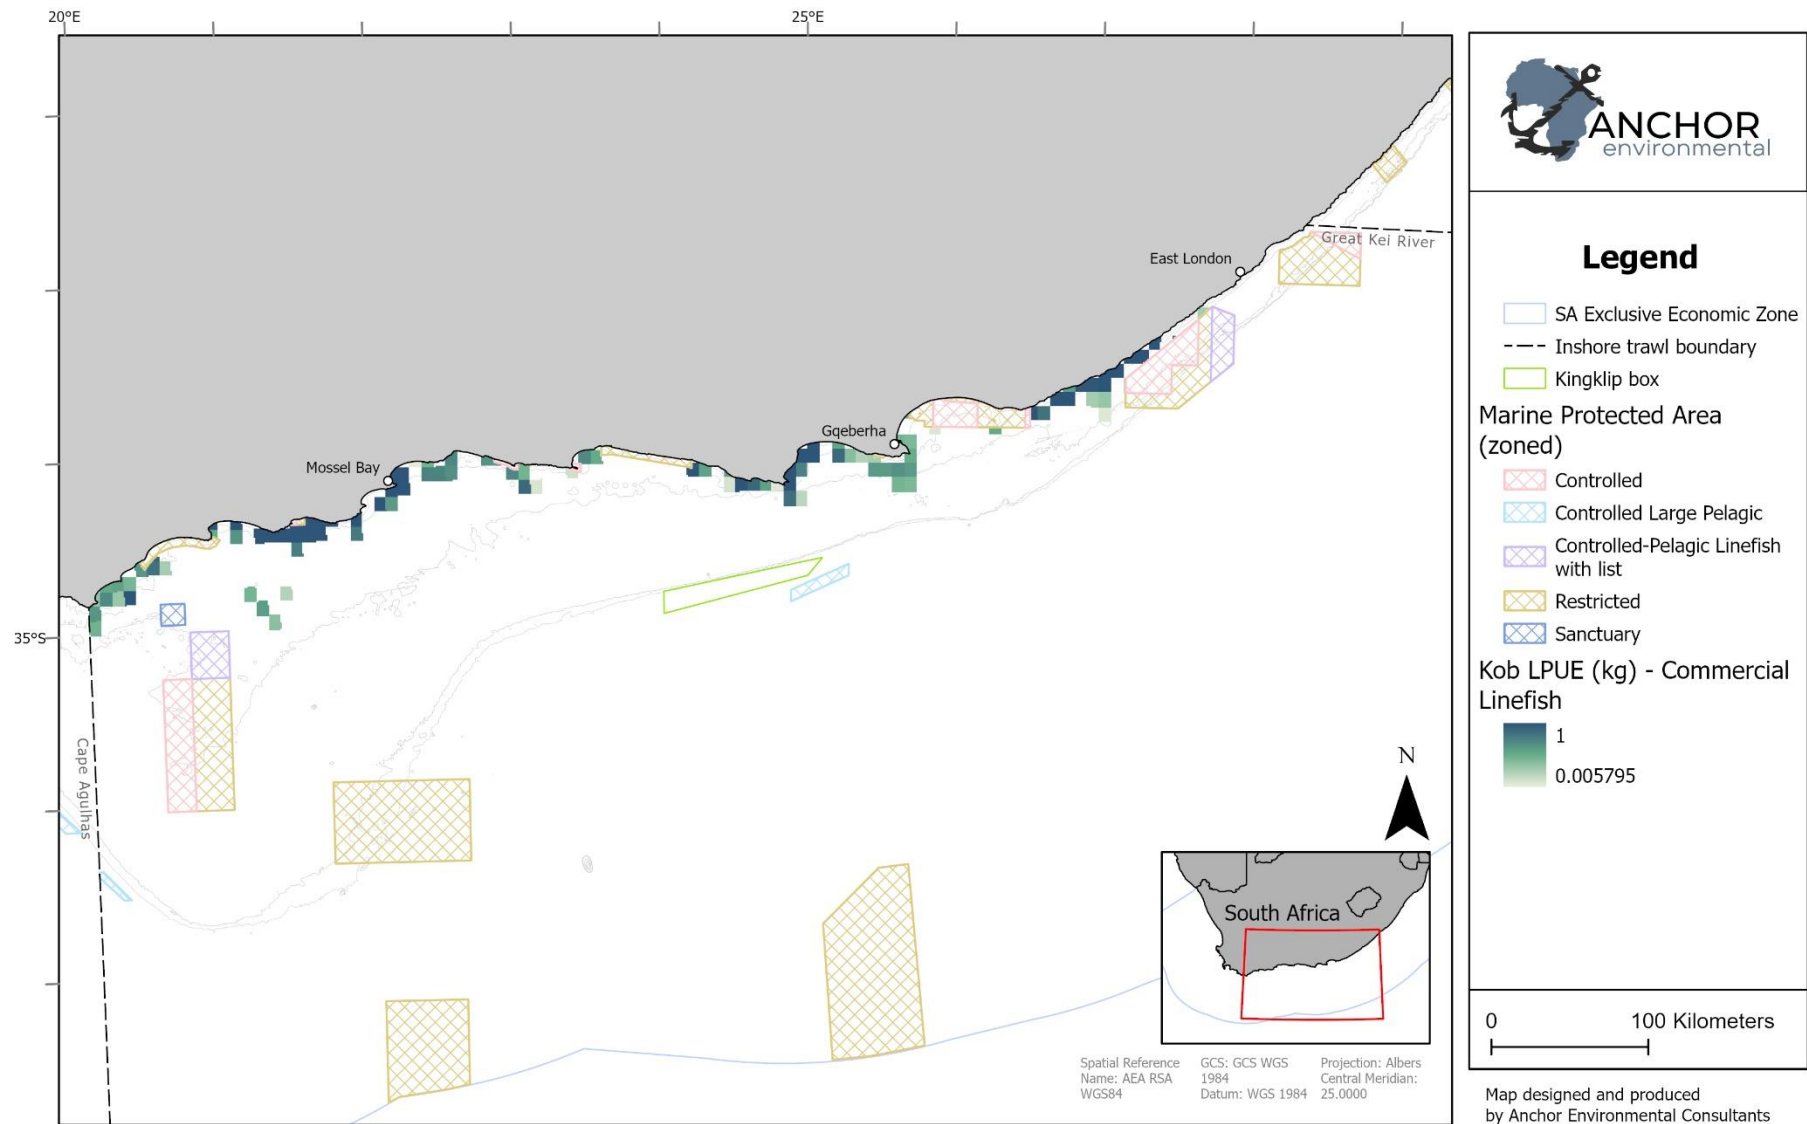 20°E
25°E
ANCHOR
environmental
Great Kei River
East London
Legend
SA Exclusive Economic Zone
Inshore trawl boundary
Kingklip box
Marine Protected Area
(zoned)
Gqeberha
Mossel Bay
Controlled
Controlled Large Pelagic
Controlled-Pelagic Linefish
with list
Restricted
35°S
Sanctuary
Kob LPUE (kg) - Commercial
Linefish
1
0.005795
Cape Agulhas
N
South Africa
0 100 Kilometers
Spatial Reference
Name: AEA RSA
WGS84
GCS: GCS WGS
1984
Datum: WGS 1984
Projection: Albers
Central Meridian:
25.0000
Map designed and produced
by Anchor Environmental Consultants